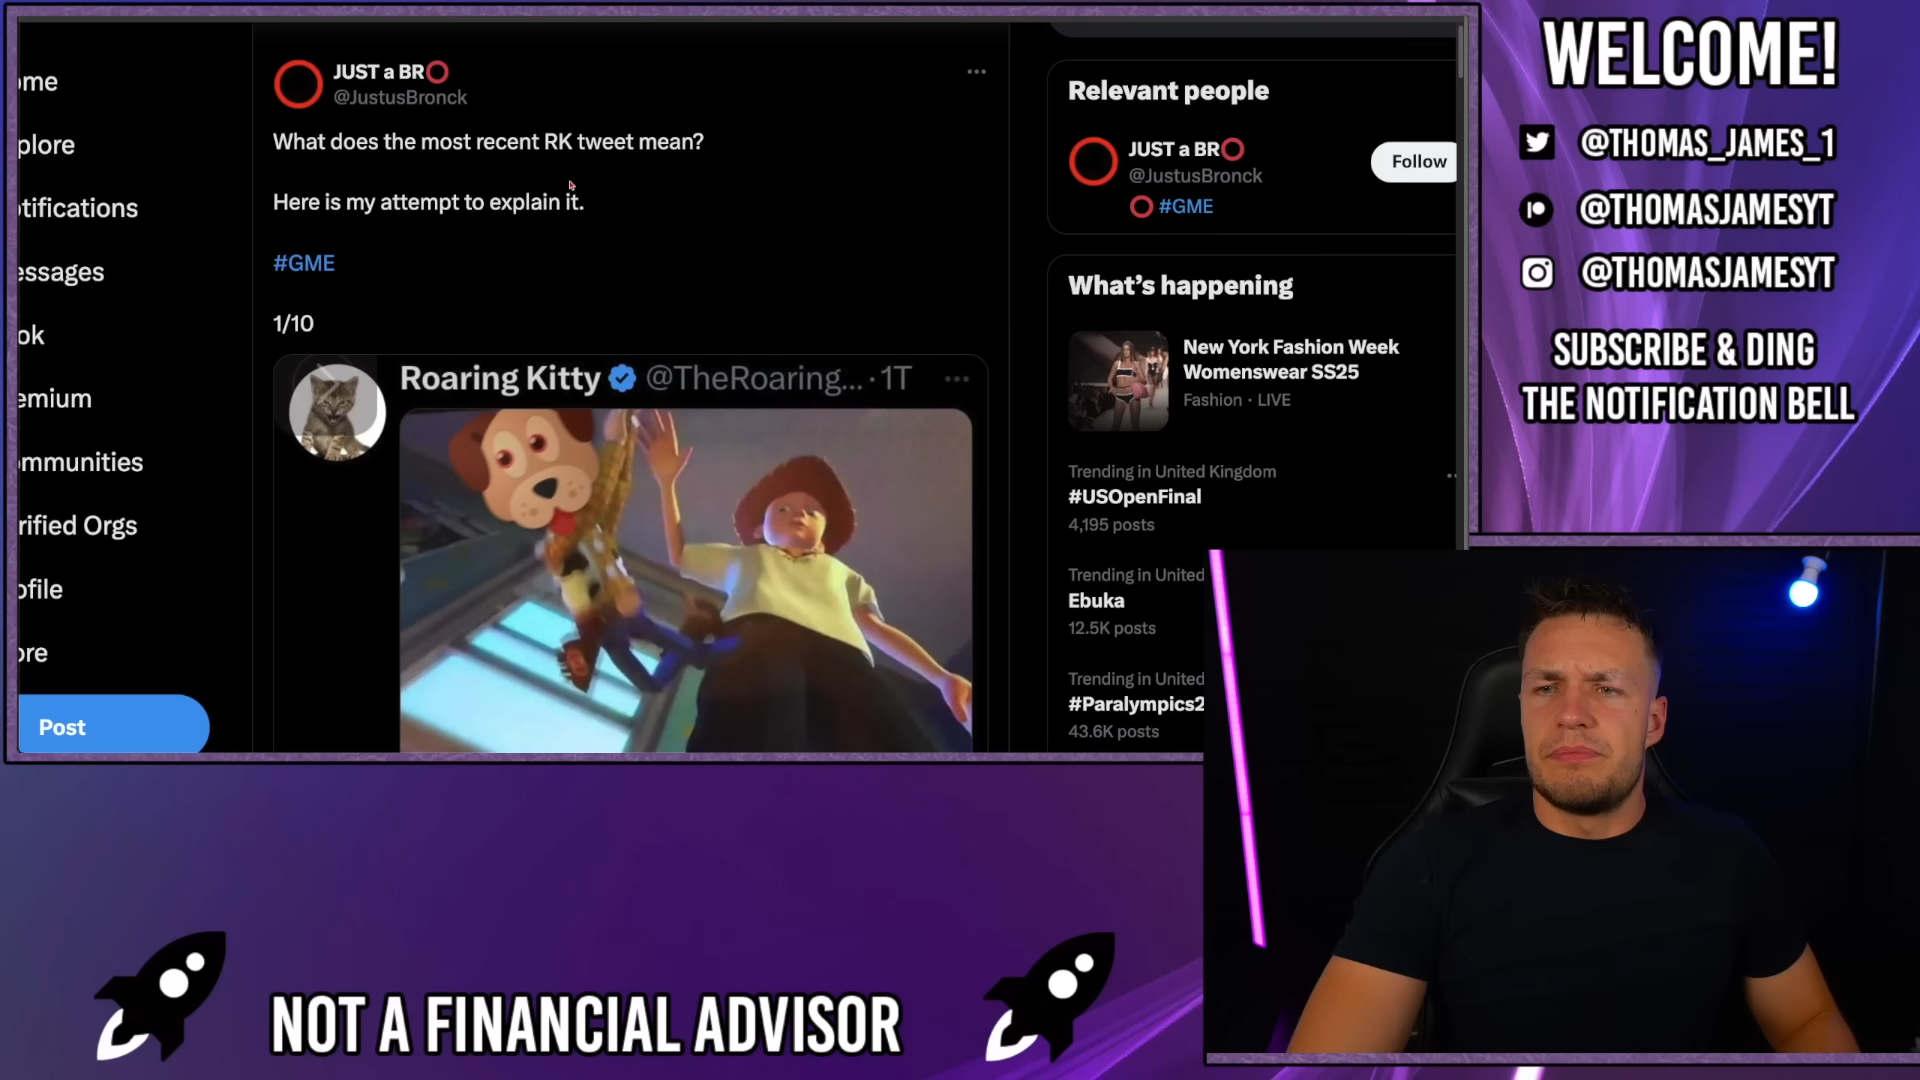 ome
plore
tifications
essages
ok
emium
mmunities
rified Orgs
ofile
ore
Post
JUST a BR⭕
@JustusBronck
What does the most recent RK tweet mean?
Here is my attempt to explain it.
#GME
1/10
Roaring Kitty @TheRoaring... · 1T
Relevant people
JUST a BR⭕
@JustusBronck
⭕ #GME
Follow
What's happening
New York Fashion Week
Womenswear SS25
Fashion · LIVE
Trending in United Kingdom
#USOpenFinal
4,195 posts
Trending in United
Ebuka
12.5K posts
Trending in United
#Paralympics2
43.6K posts
WELCOME!
@THOMAS_JAMES_1
@THOMASJAMESYT
@THOMASJAMESYT
SUBSCRIBE & DING
THE NOTIFICATION BELL
NOT A FINANCIAL ADVISOR